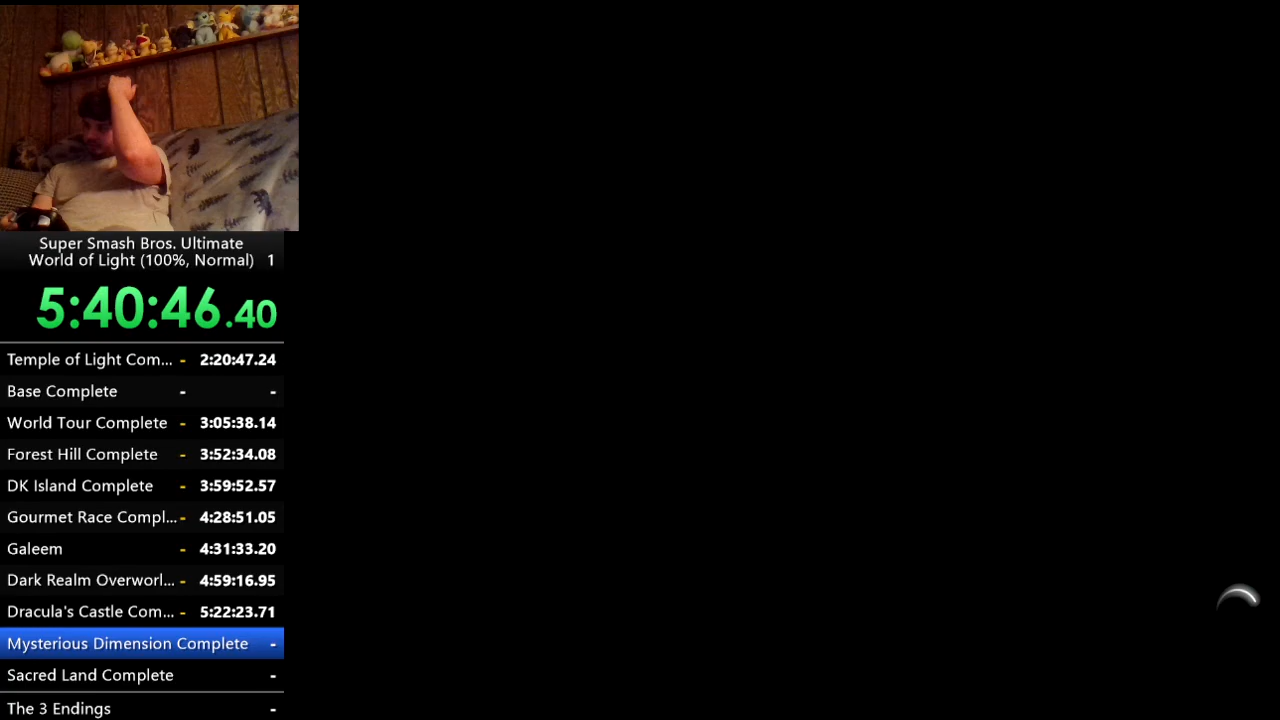 Super Smash Bros. Ultimate
World of Light (100%, Normal) 1
5:40:46.40
Temple of Light Com... - 2:20:47.24
Base Complete - -
World Tour Complete - 3:05:38.14
Forest Hill Complete - 3:52:34.08
DK Island Complete - 3:59:52.57
Gourmet Race Compl... - 4:28:51.05
Galeem - 4:31:33.20
Dark Realm Overworl... - 4:59:16.95
Dracula's Castle Com... - 5:22:23.71
Mysterious Dimension Complete -
Sacred Land Complete -
The 3 Endings -